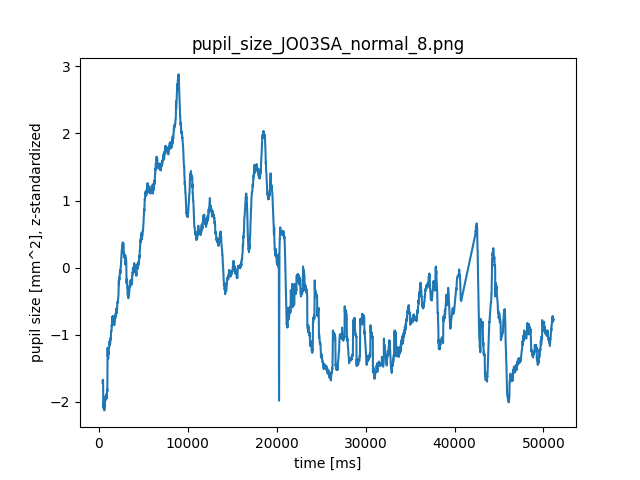 pupil_size_JO03SA_normal_8.png
3
2
1
0
−1
−2
pupil size [mm^2], z-standardized
0 10000 20000 30000 40000 50000
time [ms]